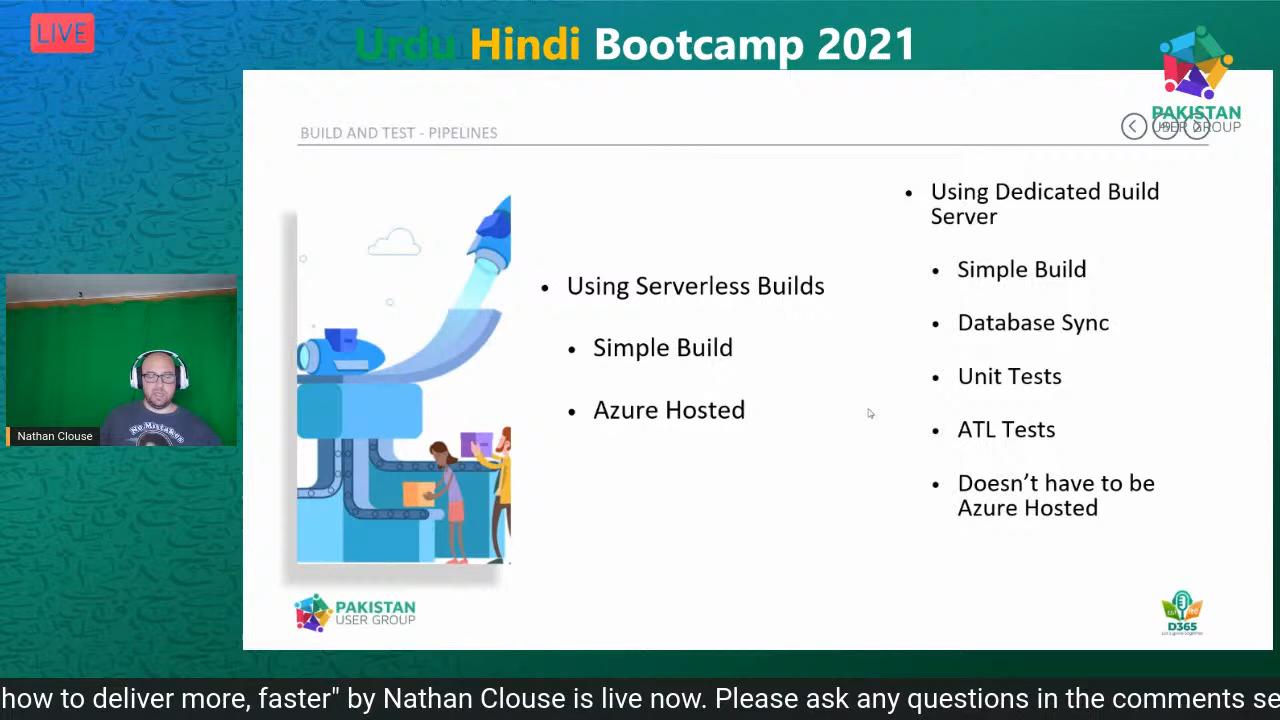 LIVE
Urdu Hindi Bootcamp 2021
PAKISTAN
USER GROUP
BUILD AND TEST - PIPELINES
Using Serverless Builds
Simple Build
Azure Hosted
Using Dedicated Build
Server
Simple Build
Database Sync
Unit Tests
ATL Tests
Doesn't have to be
Azure Hosted
No Mistakes
Nathan Clouse
PAKISTAN
USER GROUP
D365
how to deliver more, faster" by Nathan Clouse is live now. Please ask any questions in the comments se